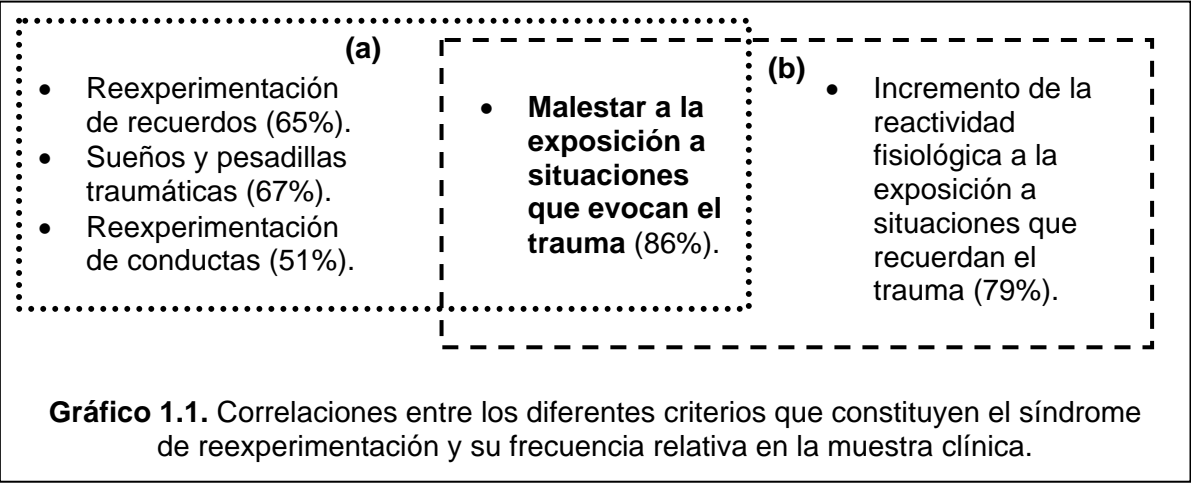 (a)
• Reexperimentación
de recuerdos (65%).
• Sueños y pesadillas
traumáticas (67%).
• Reexperimentación
de conductas (51%).
• Malestar a la
exposición a
situaciones
que evocan el
trauma (86%).
(b)
• Incremento de la
reactividad
fisiológica a la
exposición a
situaciones que
recuerdan el
trauma (79%).
Gráfico 1.1. Correlaciones entre los diferentes criterios que constituyen el síndrome
de reexperimentación y su frecuencia relativa en la muestra clínica.